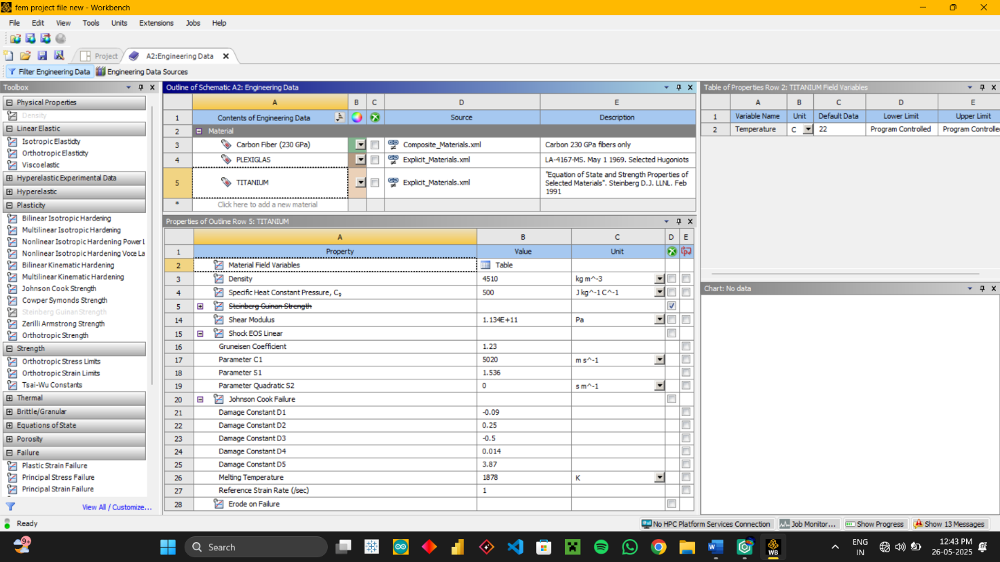 fem project file new - Workbench
File Edit View Tools Units Extensions Jobs Help
Project A2:Engineering Data
Filter Engineering Data Engineering Data Sources
Toolbox
Physical Properties
Density
Linear Elastic
Isotropic Elasticity
Orthotropic Elasticity
Viscoelastic
Hyperelastic Experimental Data
Hyperelastic
Plasticity
Bilinear Isotropic Hardening
Multilinear Isotropic Hardening
Nonlinear Isotropic Hardening Power L
Nonlinear Isotropic Hardening Voce La
Bilinear Kinematic Hardening
Multilinear Kinematic Hardening
Johnson Cook Strength
Cowper Symonds Strength
Steinberg Guinan Strength
Zerilli Armstrong Strength
Orthotropic Strength
Strength
Orthotropic Stress Limits
Orthotropic Strain Limits
Tsai-Wu Constants
Thermal
Brittle/Granular
Equations of State
Porosity
Failure
Plastic Strain Failure
Principal Stress Failure
Principal Strain Failure
View All / Customize...
Outline of Schematic A2: Engineering Data
A B C D E
1 Contents of Engineering Data Source Description
2 Material
3 Carbon Fiber (230 GPa) Composite_Materials.xml Carbon 230 GPa fibers only
4 PLEXIGLAS Explicit_Materials.xml LA-4167-MS. May 1 1969. Selected Hugoniots
5 TITANIUM Explicit_Materials.xml "Equation of State and Strength Properties of
Selected Materials". Steinberg D.J. LLNL. Feb
1991
* Click here to add a new material
Properties of Outline Row 5: TITANIUM
A B C D E
1 Property Value Unit
2 Material Field Variables Table
3 Density 4510 kg m^-3
4 Specific Heat Constant Pressure, Cₚ 500 J kg^-1 C^-1
5 Steinberg Guinan Strength
14 Shear Modulus 1.134E+11 Pa
15 Shock EOS Linear
16 Gruneisen Coefficient 1.23
17 Parameter C1 5020 m s^-1
18 Parameter S1 1.536
19 Parameter Quadratic S2 0 s m^-1
20 Johnson Cook Failure
21 Damage Constant D1 -0.09
22 Damage Constant D2 0.25
23 Damage Constant D3 -0.5
24 Damage Constant D4 0.014
25 Damage Constant D5 3.87
26 Melting Temperature 1878 K
27 Reference Strain Rate (/sec) 1
28 Erode on Failure
Table of Properties Row 2: TITANIUM Field Variables
A B C D E
1 Variable Name Unit Default Data Lower Limit Upper Limit
2 Temperature C 22 Program Controlled Program Controlle
Chart: No data
Ready
No HPC Platform Services Connection Job Monitor... Show Progress Show 13 Messages
9+
Search
WB
ENG
IN
12:43 PM
26-05-2025